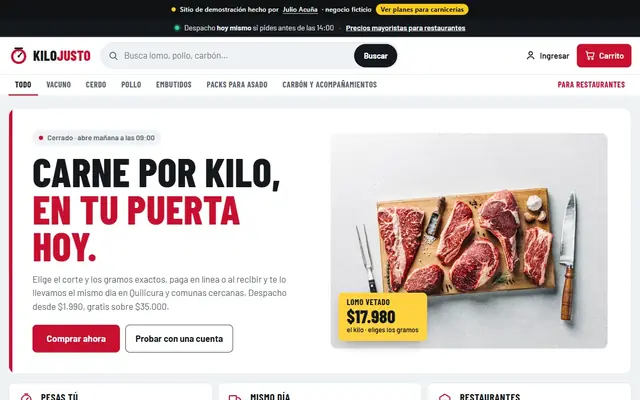 Sitio de demostración hecho por Julio Acuña · negocio ficticio Ver planes para carnicerías
Despacho hoy mismo si pides antes de las 14:00 · Precios mayoristas para restaurantes
KILOJUSTO
Busca lomo, pollo, carbón...
Buscar
Ingresar
Carrito
TODO VACUNO CERDO POLLO EMBUTIDOS PACKS PARA ASADO CARBÓN Y ACOMPAÑAMIENTOS PARA RESTAURANTES
Cerrado · abre mañana a las 09:00
CARNE POR KILO,
EN TU PUERTA
HOY.
Elige el corte y los gramos exactos, paga en línea o al recibir y te lo
llevamos el mismo día en Quilicura y comunas cercanas. Despacho
desde $1.990, gratis sobre $35.000.
Comprar ahora
Probar con una cuenta
LOMO VETADO
$17.980
el kilo · eliges los gramos
PESAS TÚ
MISMO DÍA
RESTAURANTES